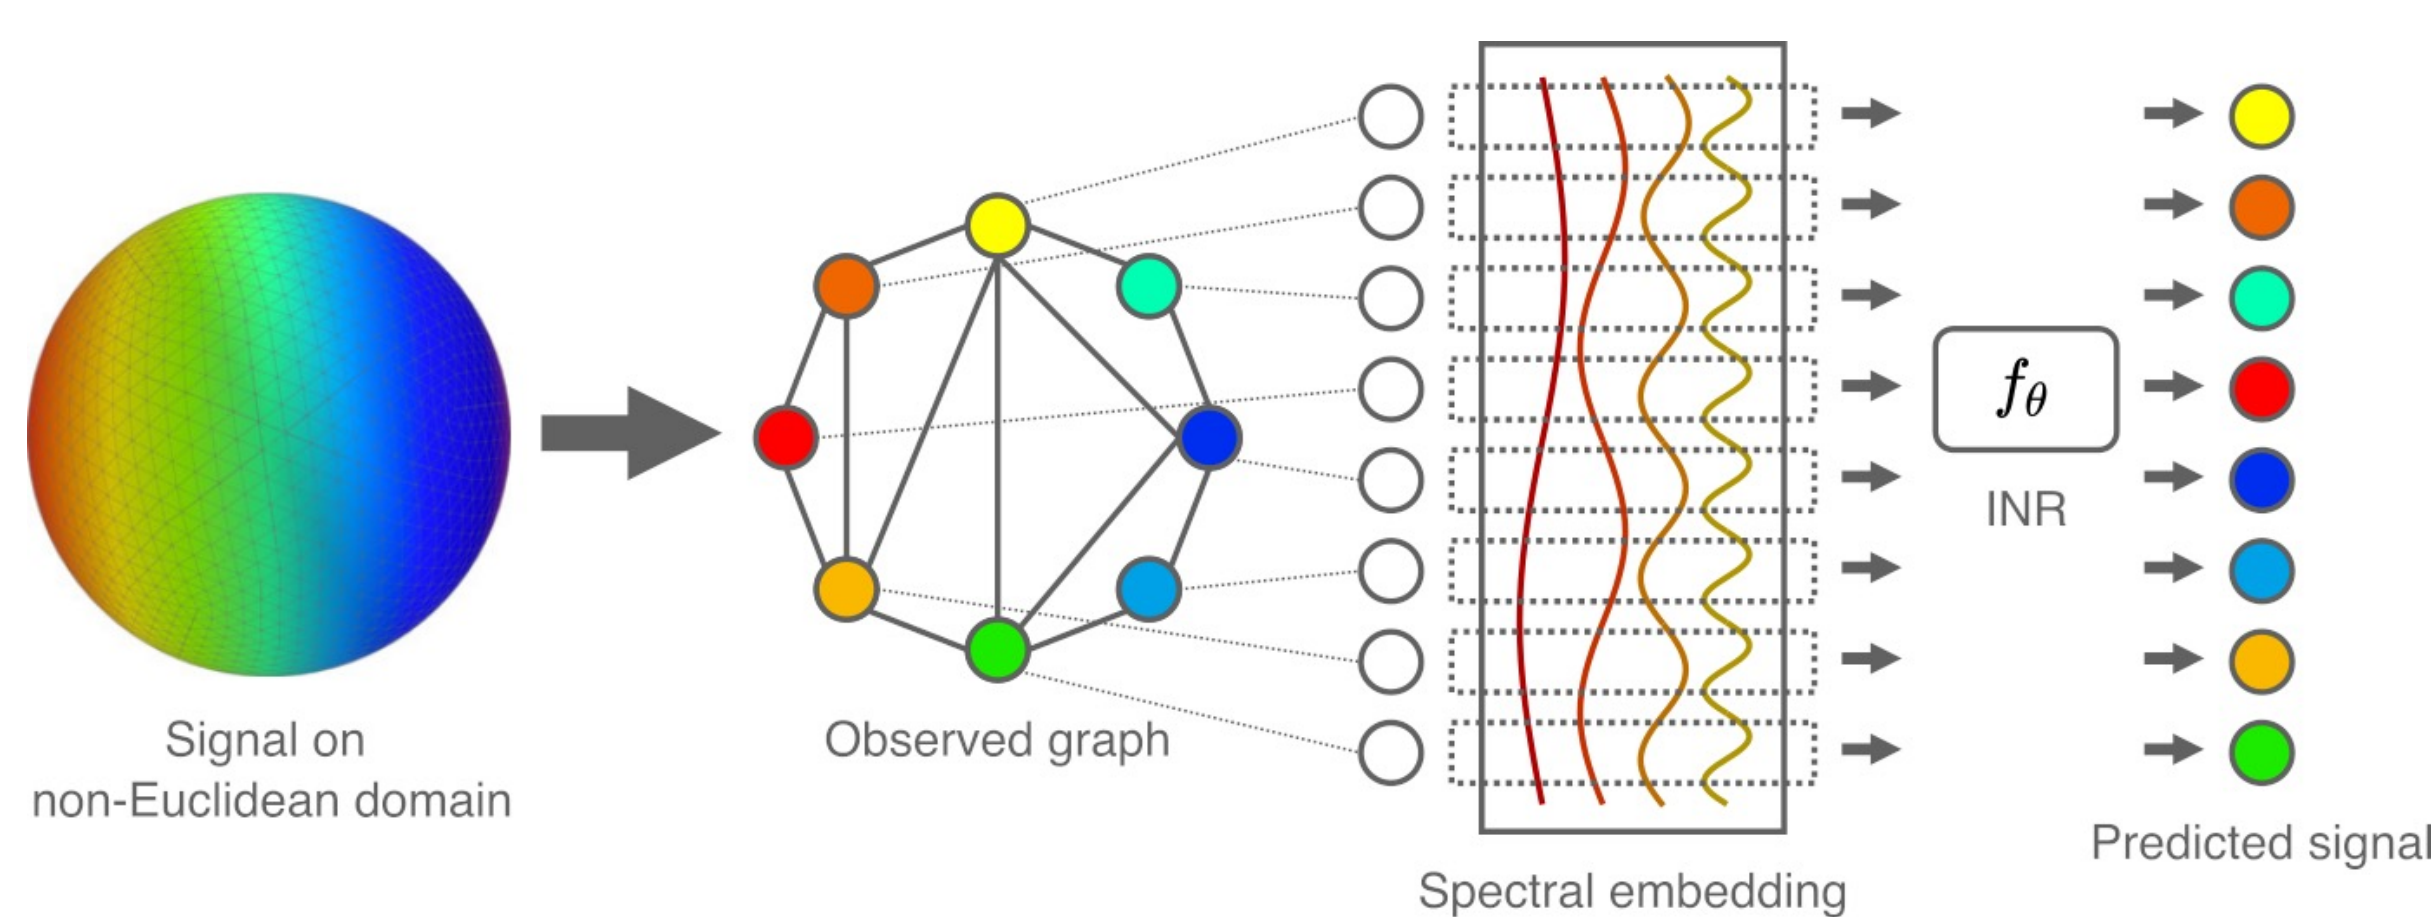 Signal on
non-Euclidean domain
Observed graph
Spectral embedding
fθ
INR
Predicted signal